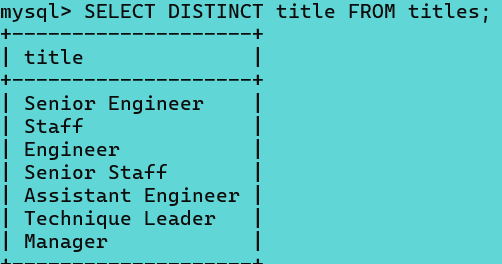 mysql> SELECT DISTINCT title FROM titles;
+--------------------+
| title              |
+--------------------+
| Senior Engineer    |
| Staff              |
| Engineer           |
| Senior Staff       |
| Assistant Engineer |
| Technique Leader   |
| Manager            |
+--------------------+